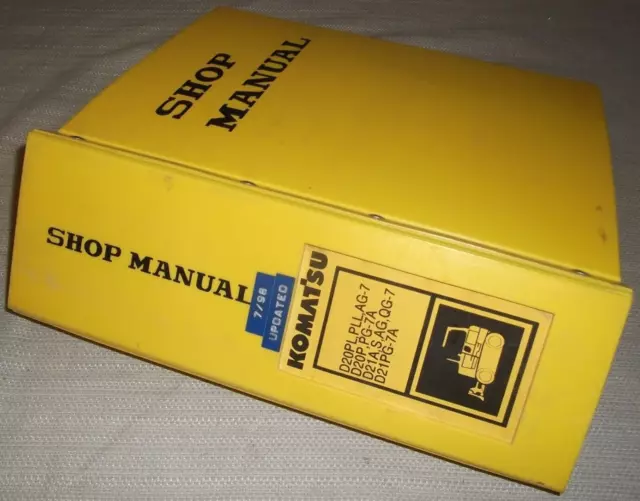 SHOP
MANUAL
SHOP MANUAL
7/98
UPDATED
KOMATSU
D20PL,PLL,AG-7
D20P,PG-7A
D21A,S,AG,QG-7
D21PG-7A